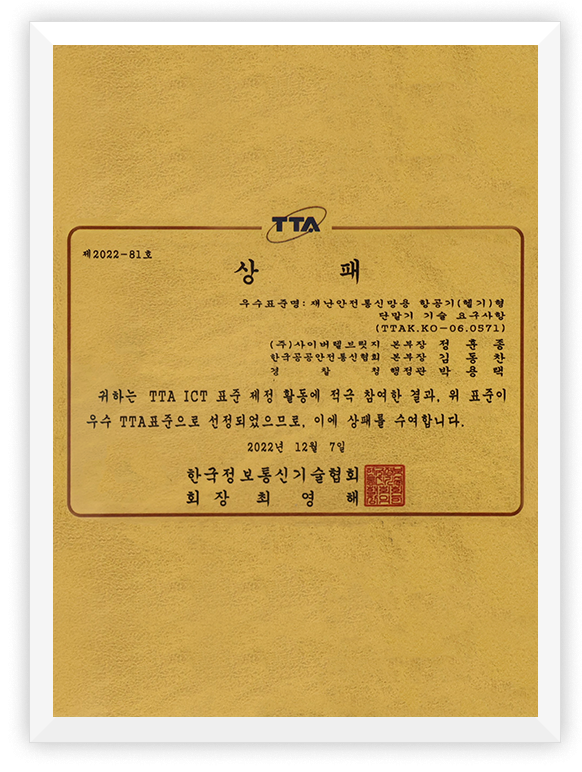 TTA
제2022-81호
상 패
우수표준명: 재난안전통신망용 항공기(헬기)형
단말기 기술 요구사항
(TTAK.KO-06.0571)
(주)사이버텔브릿지 본부장 정 훈 종
한국공공안전통신협회 본부장 김 동 찬
경 찰 청 행정관 박 용 택
귀하는 TTA ICT 표준 제정 활동에 적극 참여한 결과, 위 표준이
우수 TTA표준으로 선정되었으므로, 이에 상패를 수여합니다.
2022년 12월 7일
한국정보통신기술협회
회 장 최 영 해